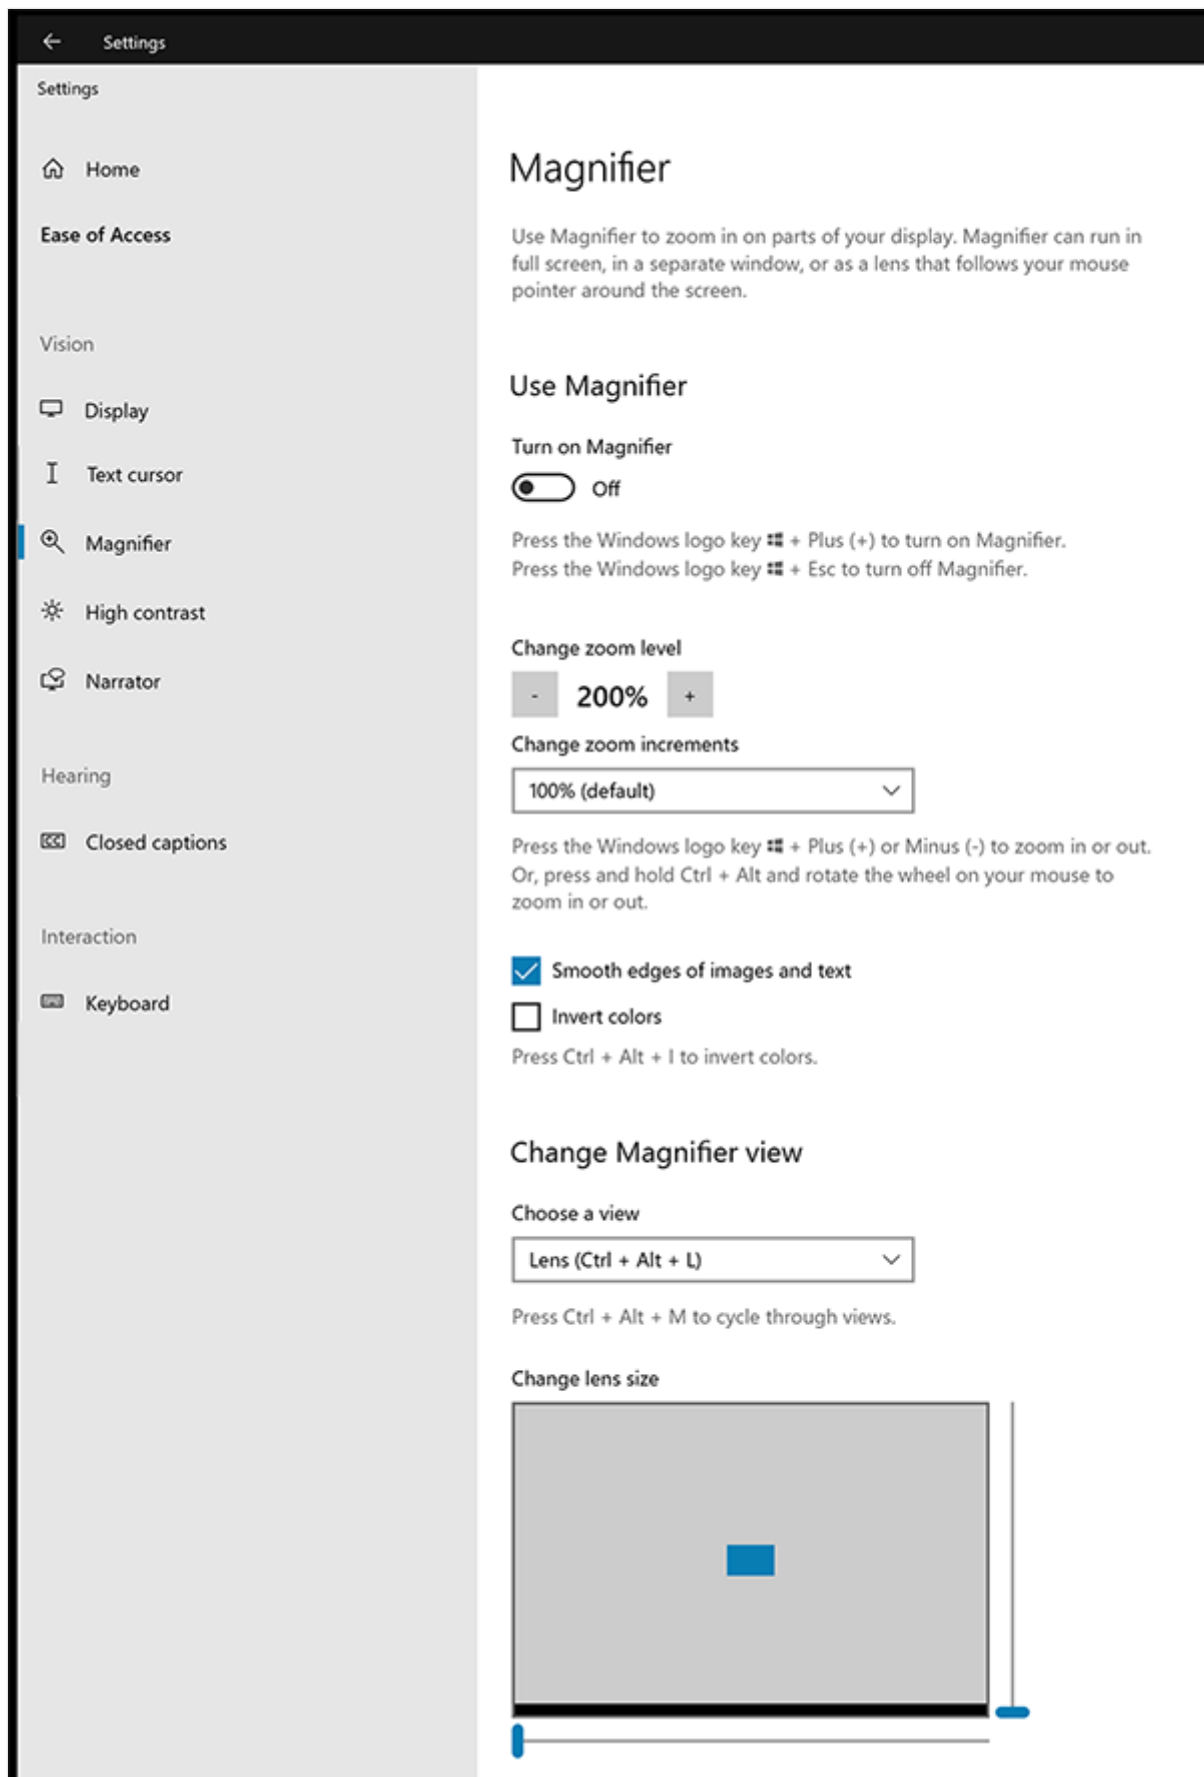 Settings
Settings
Home
Ease of Access
Vision
Display
Text cursor
Magnifier
High contrast
Narrator
Hearing
Closed captions
Interaction
Keyboard
Magnifier
Use Magnifier to zoom in on parts of your display. Magnifier can run in
full screen, in a separate window, or as a lens that follows your mouse
pointer around the screen.
Use Magnifier
Turn on Magnifier
Off
Press the Windows logo key + Plus (+) to turn on Magnifier.
Press the Windows logo key + Esc to turn off Magnifier.
Change zoom level
- 200% +
Change zoom increments
100% (default)
Press the Windows logo key + Plus (+) or Minus (-) to zoom in or out.
Or, press and hold Ctrl + Alt and rotate the wheel on your mouse to
zoom in or out.
Smooth edges of images and text
Invert colors
Press Ctrl + Alt + I to invert colors.
Change Magnifier view
Choose a view
Lens (Ctrl + Alt + L)
Press Ctrl + Alt + M to cycle through views.
Change lens size